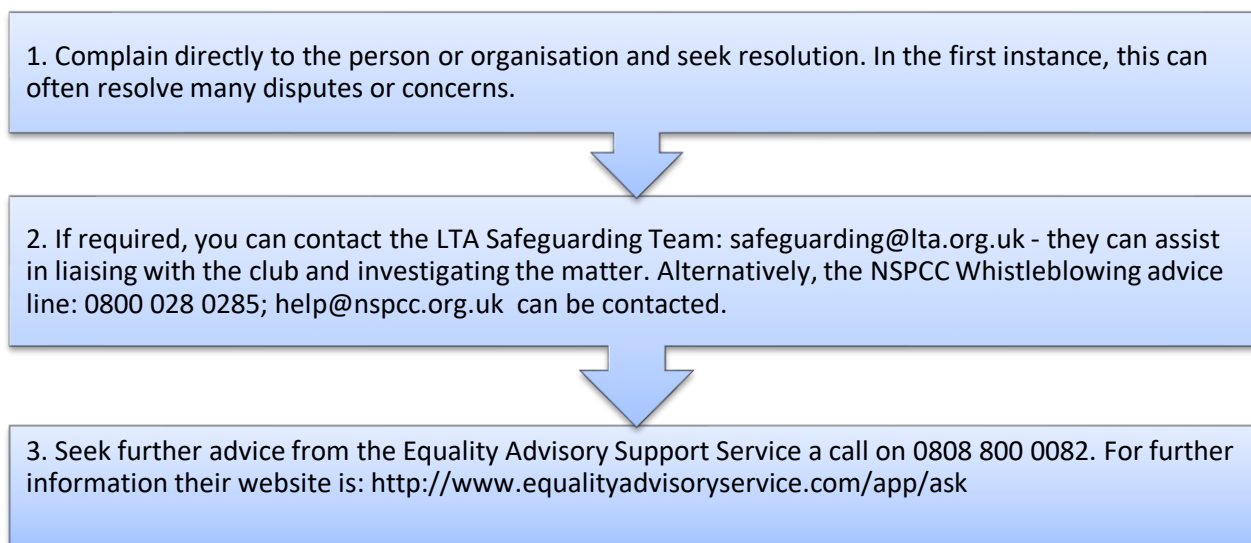 1. Complain directly to the person or organisation and seek resolution. In the first instance, this can
often resolve many disputes or concerns.
2. If required, you can contact the LTA Safeguarding Team: safeguarding@lta.org.uk - they can assist
in liaising with the club and investigating the matter. Alternatively, the NSPCC Whistleblowing advice
line: 0800 028 0285; help@nspcc.org.uk  can be contacted.
3. Seek further advice from the Equality Advisory Support Service a call on 0808 800 0082. For further
information their website is: http://www.equalityadvisoryservice.com/app/ask